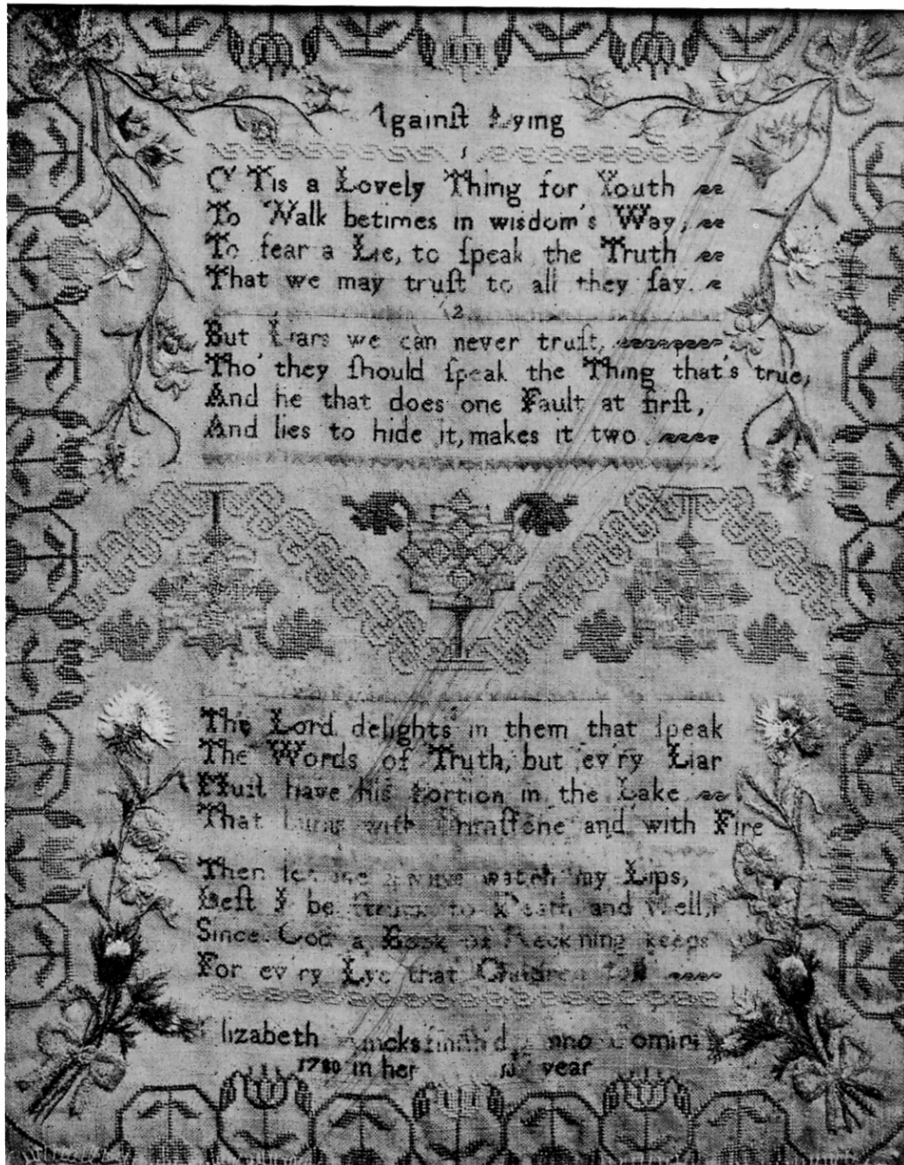 Against Lying
1
O' Tis a Lovely Thing for Youth
To Walk betimes in wisdom's Way,
To fear a Lie, to ſpeak the Truth
That we may truſt to all they ſay.
2
But Liars we can never truſt,
Tho' they ſhould ſpeak the Thing that's true,
And he that does one Fault at firſt,
And lies to hide it, makes it two
The Lord delights in them that ſpeak
The Words of Truth, but ev'ry Liar
Muſt have his Portion in the Lake
That burns with Brimſtone and with Fire
Then let me always watch my Lips,
Leſt I be ſtruck to Death and Hell,
Since God a Book of Reck'ning keeps
For ev'ry Lye that Children tell
Elizabeth finiſh'd Anno Domini
1780 in her year